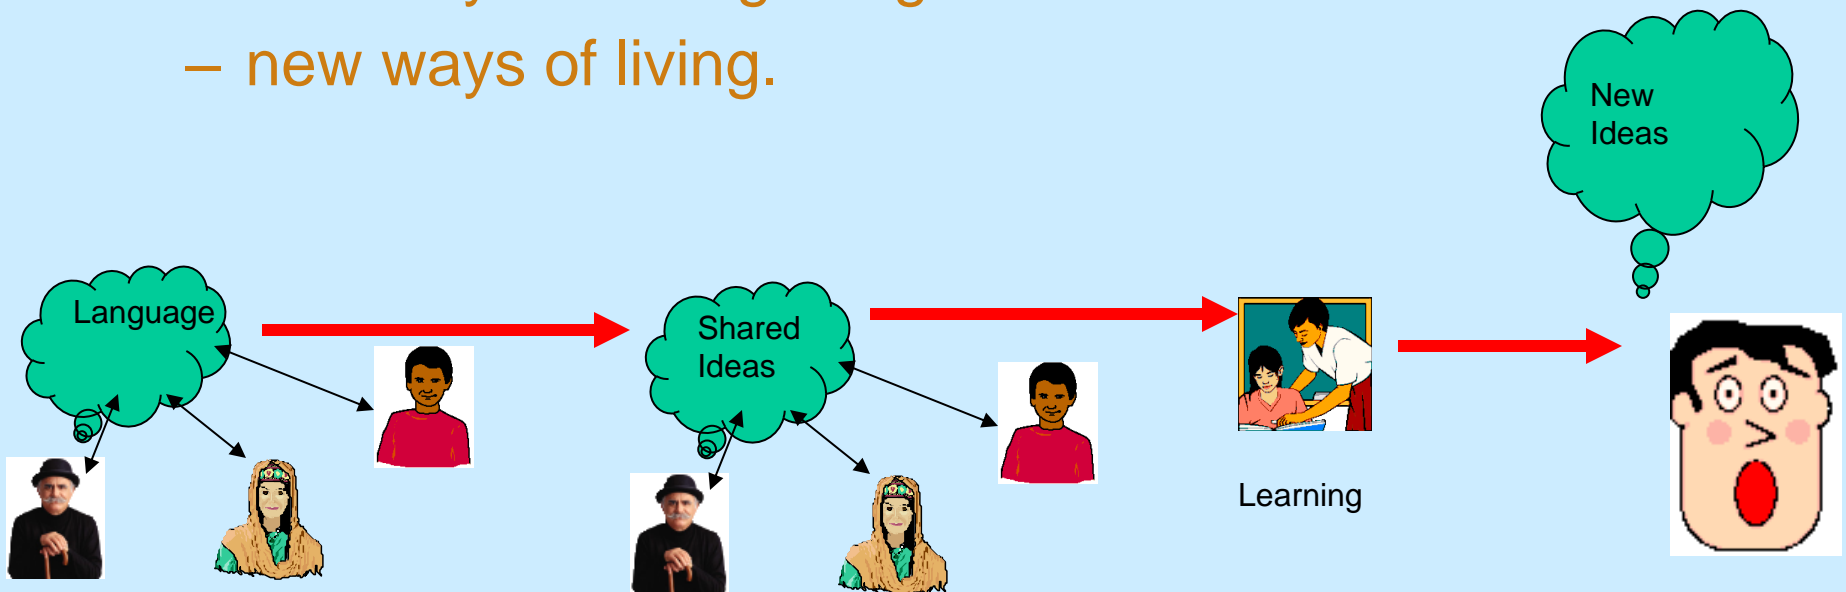 – new ways of living.
New
Ideas
Language
Shared
Ideas
Learning